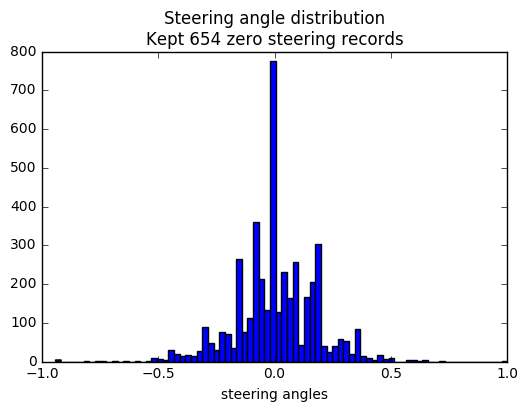 Steering angle distribution
Kept 654 zero steering records
800
700
600
500
400
300
200
100
0
−1.0 −0.5 0.0 0.5 1.0
steering angles